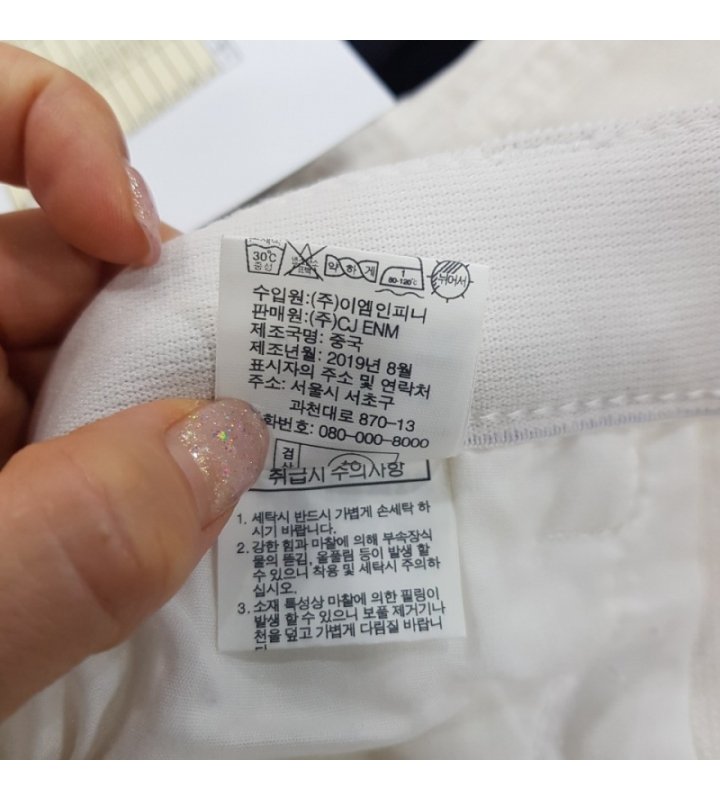 30℃
중성
약하게
1
80-120℃
뉘어서
수입원:(주)이엠인피니
판매원:(주)CJ ENM
제조국명: 중국
제조년월: 2019년 8월
표시자의 주소 및 연락처
주소: 서울시 서초구
과천대로 870-13
화번호: 080-000-8000
검
취급시 주의사항
1. 세탁시 반드시 가볍게 손세탁 하
시기 바랍니다.
2. 강한 힘과 마찰에 의해 부속장식
물의 뜯김, 올풀림 등이 발생 할
수 있으니 착용 및 세탁시 주의하
십시오.
3. 소재 특성상 마찰에 의한 필링이
발생 할 수 있으니 보풀 제거기나
천을 덮고 가볍게 다림질 바랍니